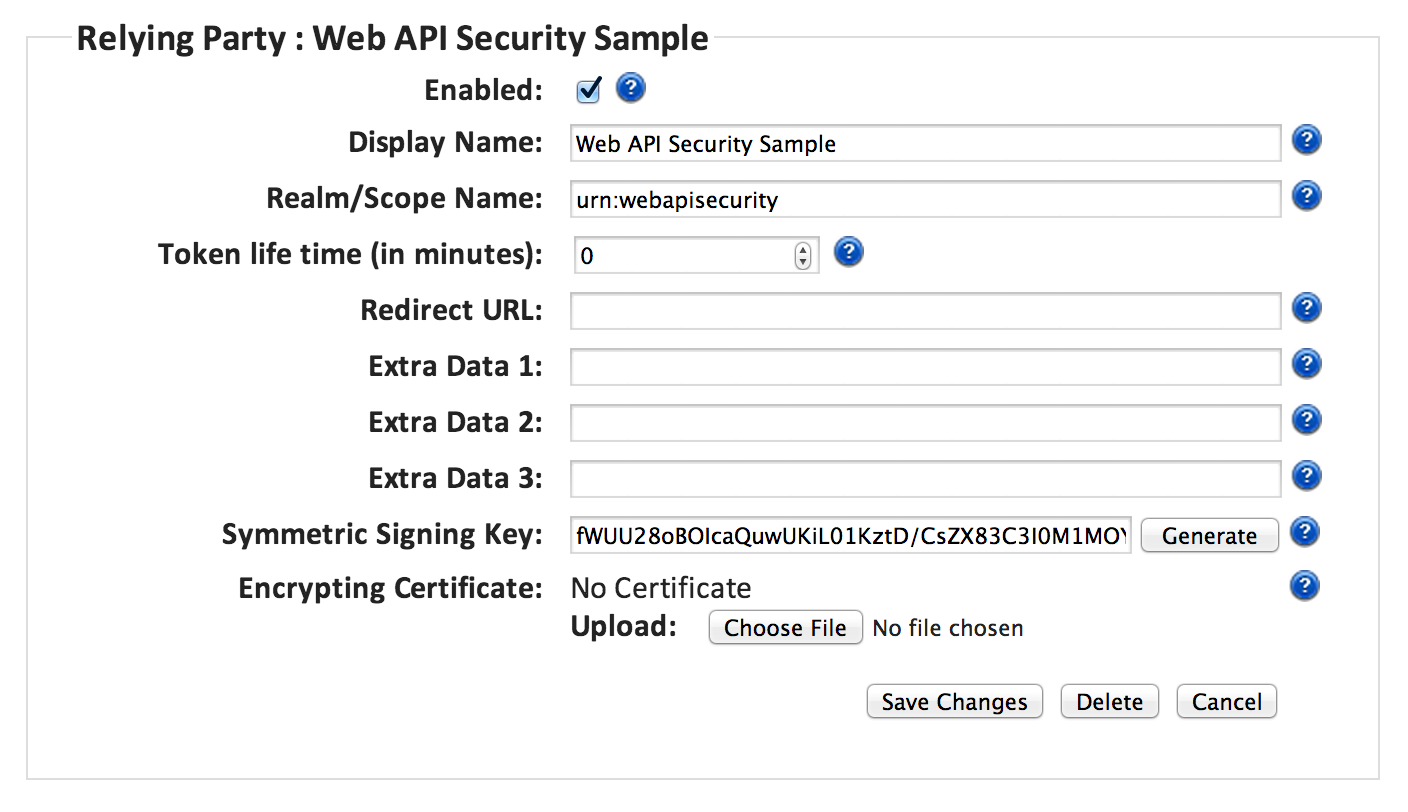 Relying Party : Web API Security Sample
Enabled: ?
Display Name: Web API Security Sample ?
Realm/Scope Name: urn:webapisecurity ?
Token life time (in minutes): 0 ?
Redirect URL: ?
Extra Data 1: ?
Extra Data 2: ?
Extra Data 3: ?
Symmetric Signing Key: fWUU28oBOIcaQuwUKiL01KztD/CsZX83C3I0M1MOY Generate ?
Encrypting Certificate: No Certificate ?
Upload: Choose File No file chosen
Save Changes Delete Cancel